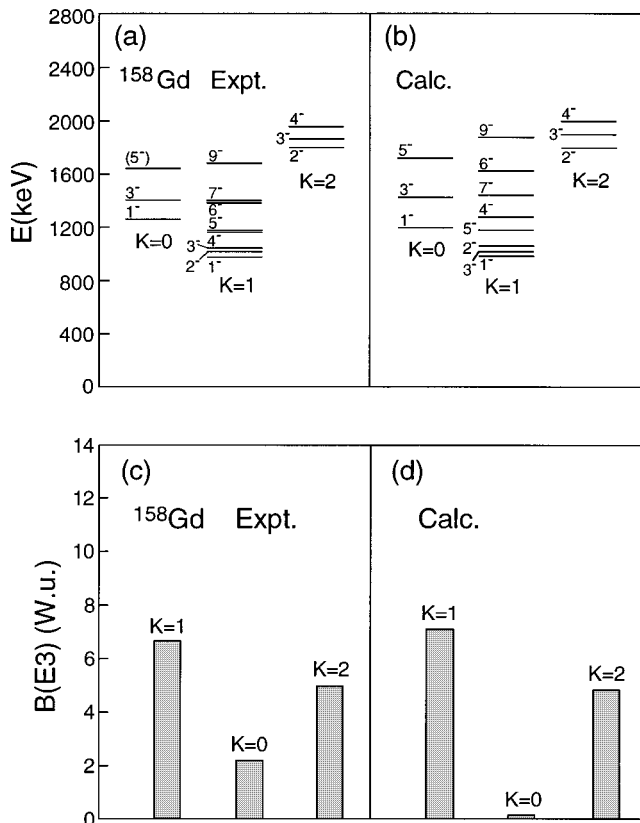 (a)
(b)
¹⁵⁸Gd Expt.
Calc.
E(keV)
2800
2400
2000
1600
1200
800
400
0
(5⁻)
3⁻
1⁻
K=0
9⁻
7⁻
6⁻
5⁻
3⁻
4⁻
2⁻
1⁻
K=1
4⁻
3⁻
2⁻
K=2
5⁻
3⁻
1⁻
K=0
9⁻
6⁻
7⁻
4⁻
5⁻
2⁻
3⁻
1⁻
K=1
4⁻
3⁻
2⁻
K=2
(c)
(d)
¹⁵⁸Gd Expt.
Calc.
B(E3) (W.u.)
14
12
10
8
6
4
2
0
K=1
K=0
K=2
K=1
K=0
K=2